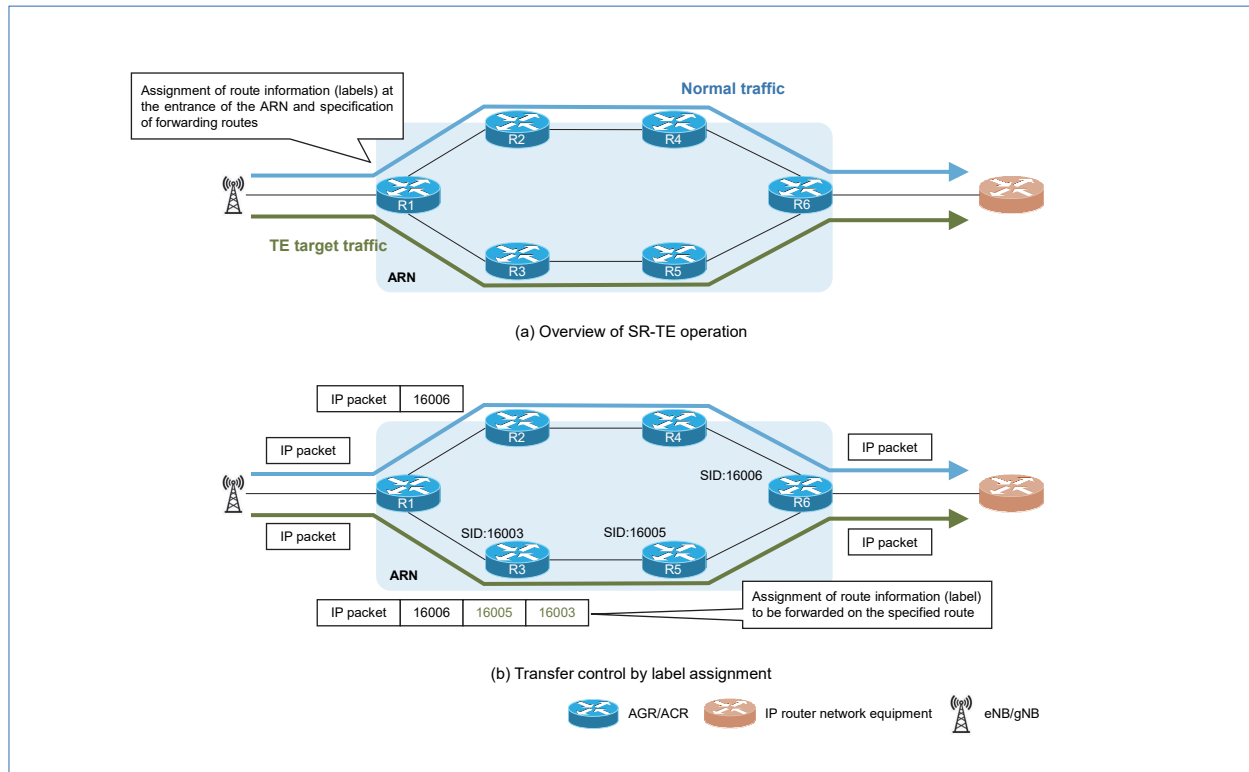 Assignment of route information (labels) at
the entrance of the ARN and specification
of forwarding routes
Normal traffic
R2
R4
R1
R6
TE target traffic
R3
R5
ARN
(a) Overview of SR-TE operation
IP packet 16006
R2
R4
IP packet
IP packet
SID:16006
R1
R6
IP packet
SID:16003
SID:16005
IP packet
R3
R5
ARN
IP packet 16006 16005 16003
Assignment of route information (label)
to be forwarded on the specified route
(b) Transfer control by label assignment
AGR/ACR
IP router network equipment
eNB/gNB